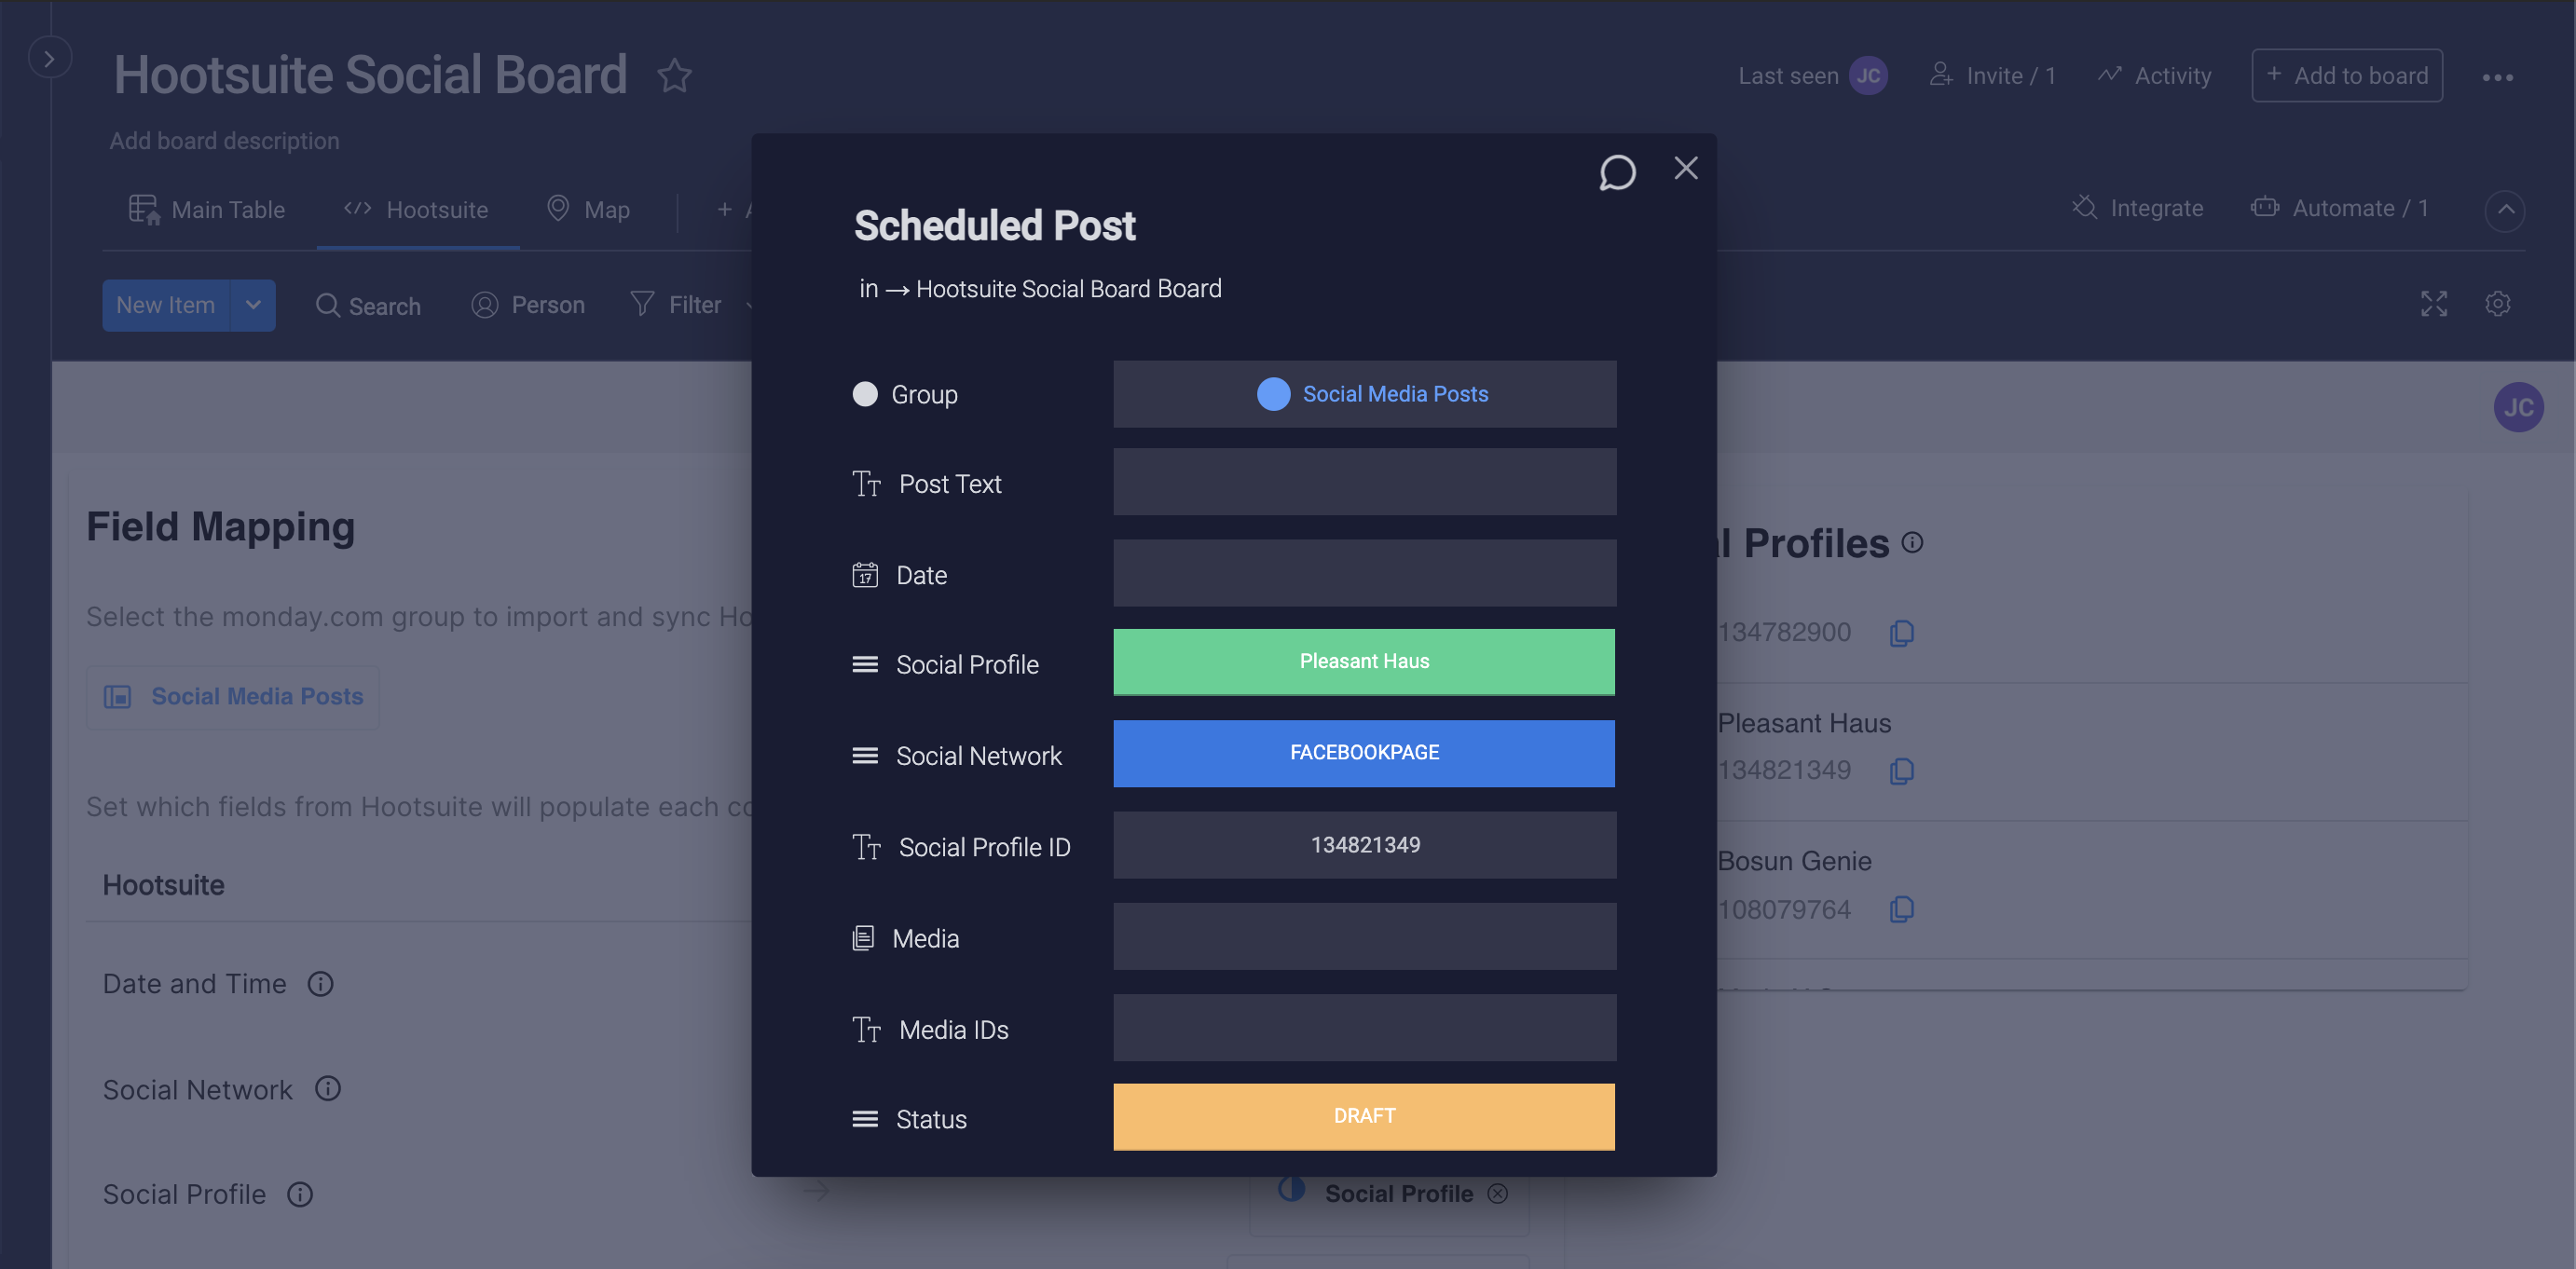 Hootsuite Social Board
Last seen JC Invite / 1 Activity + Add to board
Add board description
Main Table Hootsuite Map + A
Integrate Automate / 1
New Item Search Person Filter
Scheduled Post
in → Hootsuite Social Board Board
Group Social Media Posts
Post Text
17 Date
Social Profile Pleasant Haus
Social Network FACEBOOKPAGE
Social Profile ID 134821349
Media
Media IDs
Status DRAFT
JC
Field Mapping
Select the monday.com group to import and sync Ho
Social Media Posts
Set which fields from Hootsuite will populate each co
Hootsuite
Date and Time
Social Network
Social Profile
Social Profile
l Profiles
134782900
Pleasant Haus
134821349
Bosun Genie
108079764